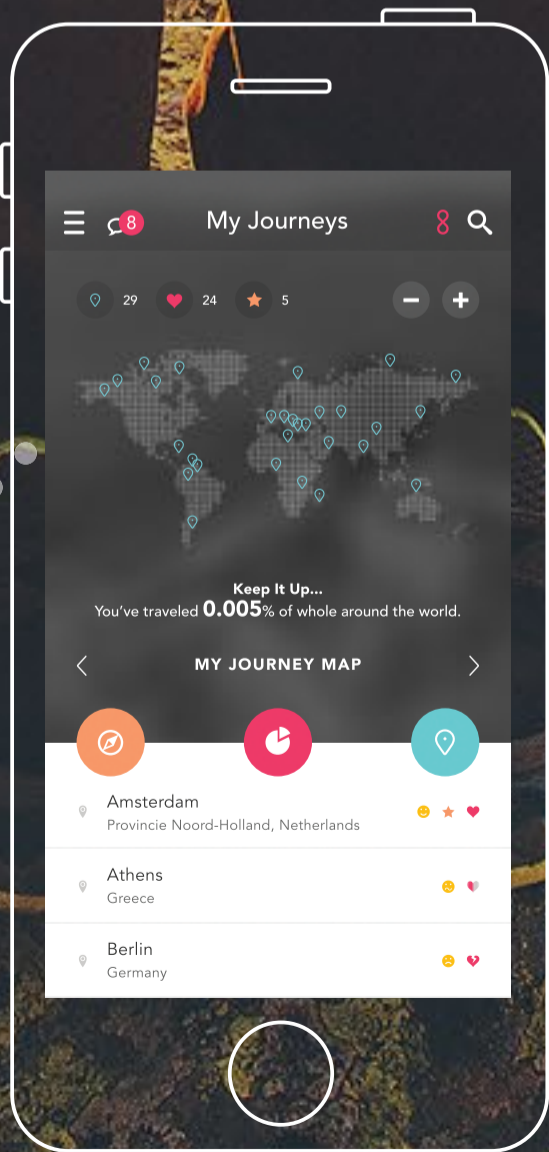 8
My Journeys
29
24
5
Keep It Up...
You’ve traveled 0.005% of whole around the world.
MY JOURNEY MAP
Amsterdam
Provincie Noord-Holland, Netherlands
Athens
Greece
Berlin
Germany